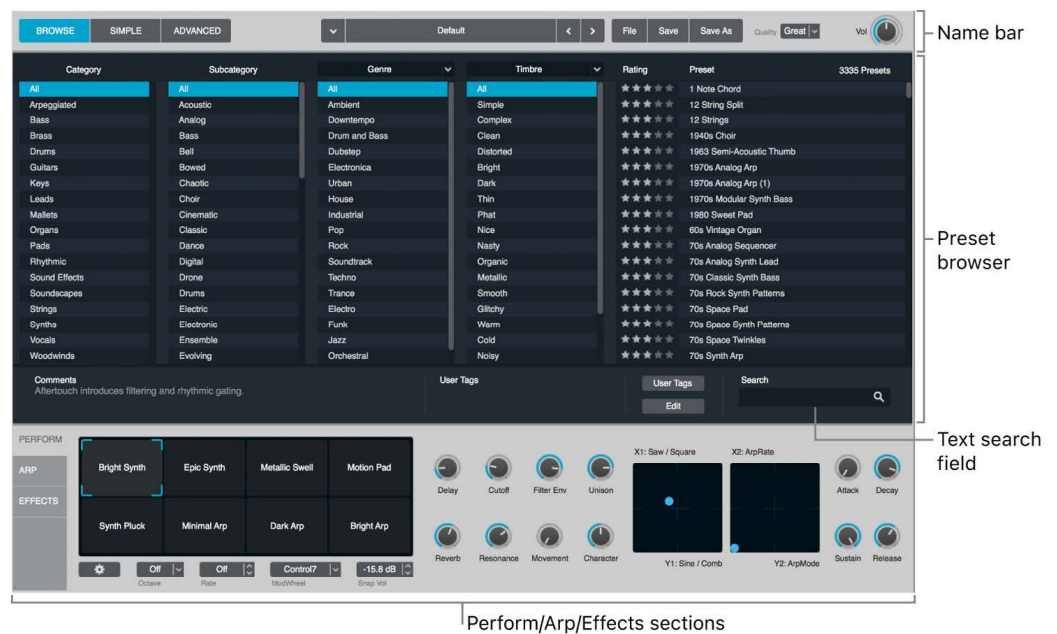 BROWSE SIMPLE ADVANCED Default File Save Save As Quality Great Vol
Name bar
Category Subcategory Genre Timbre Rating Preset 3335 Presets
All All All All 1 Note Chord
Arpeggiated Acoustic Ambient Simple 12 String Split
Bass Analog Downtempo Complex 12 Strings
Brass Bass Drum and Bass Clean 1940s Choir
Drums Bell Dubstep Distorted 1963 Semi-Acoustic Thumb
Guitars Bowed Electronica Bright 1970s Analog Arp
Keys Chaotic Urban Dark 1970s Analog Arp (1)
Leads Choir House Thin 1970s Modular Synth Bass
Mallets Cinematic Industrial Phat 1980 Sweet Pad
Organs Classic Pop Nice 60s Vintage Organ
Pads Dance Rock Nasty 70s Analog Sequencer
Rhythmic Digital Soundtrack Organic 70s Analog Synth Lead
Sound Effects Drone Techno Metallic 70s Classic Synth Bass
Soundscapes Drums Trance Smooth 70s Rock Synth Patterns
Strings Electric Electro Glitchy 70s Space Pad
Synths Electronic Funk Warm 70s Space Synth Patterns
Vocals Ensemble Jazz Cold 70s Space Twinkles
Woodwinds Evolving Orchestral Noisy 70s Synth Arp
Preset
browser
Comments User Tags User Tags Search
Aftertouch introduces filtering and rhythmic gating.
Edit
Text search
field
PERFORM
ARP
EFFECTS
Bright Synth Epic Synth Metallic Swell Motion Pad
Synth Pluck Minimal Arp Dark Arp Bright Arp
Off Off Control7 -15.8 dB
Octave Rate ModWheel Snap Vol
Delay Cutoff Filter Env Unison
Reverb Resonance Movement Character
X1: Saw / Square X2: ArpRate
Y1: Sine / Comb Y2: ArpMode
Attack Decay
Sustain Release
Perform/Arp/Effects sections